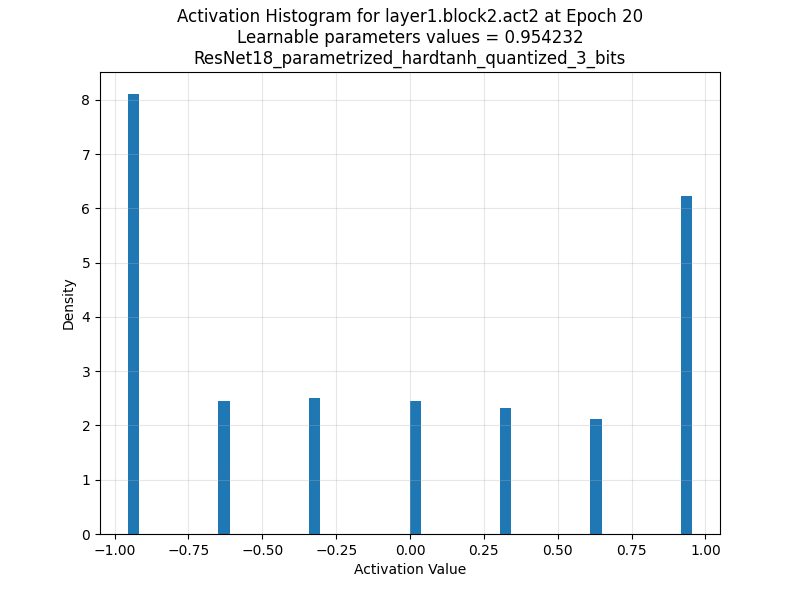 Activation Histogram for layer1.block2.act2 at Epoch 20
Learnable parameters values = 0.954232
ResNet18_parametrized_hardtanh_quantized_3_bits
8
7
6
5
4
3
2
1
0
Density
−1.00 −0.75 −0.50 −0.25 0.00 0.25 0.50 0.75 1.00
Activation Value